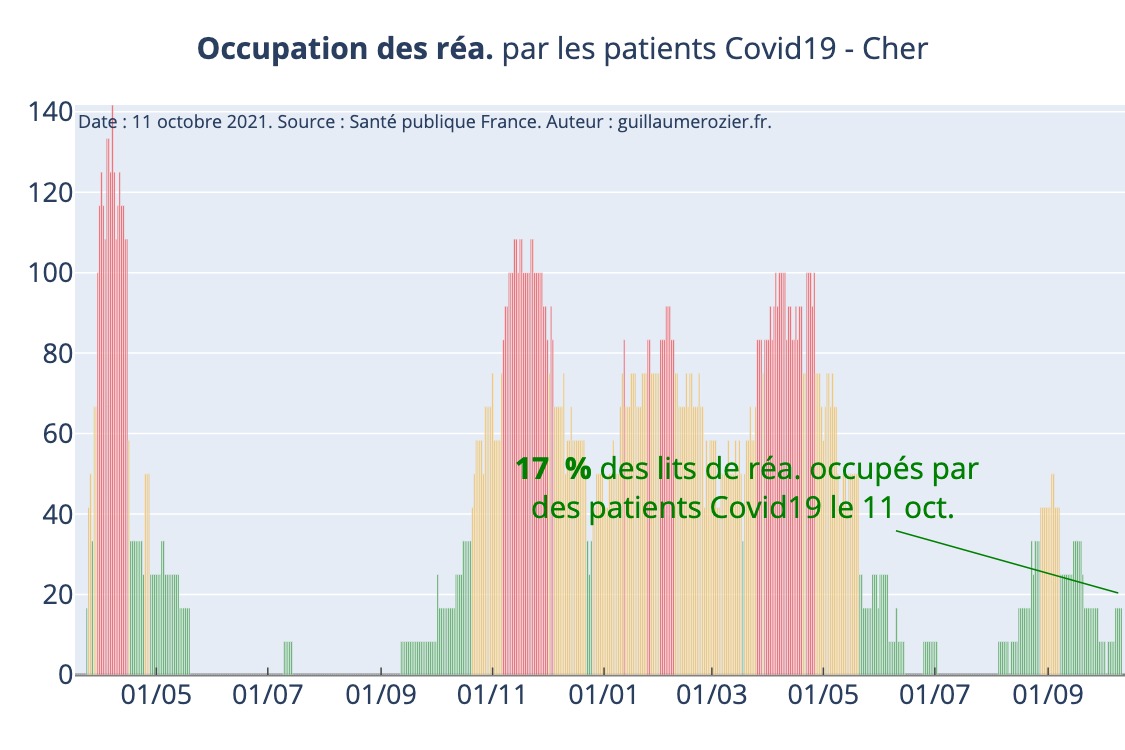 Occupation des réa. par les patients Covid19 - Cher
140
Date : 11 octobre 2021. Source : Santé publique France. Auteur : guillaumerozier.fr.
120
100
80
60
17 % des lits de réa. occupés par
des patients Covid19 le 11 oct.
40
20
0
01/05 01/07 01/09 01/11 01/01 01/03 01/05 01/07 01/09